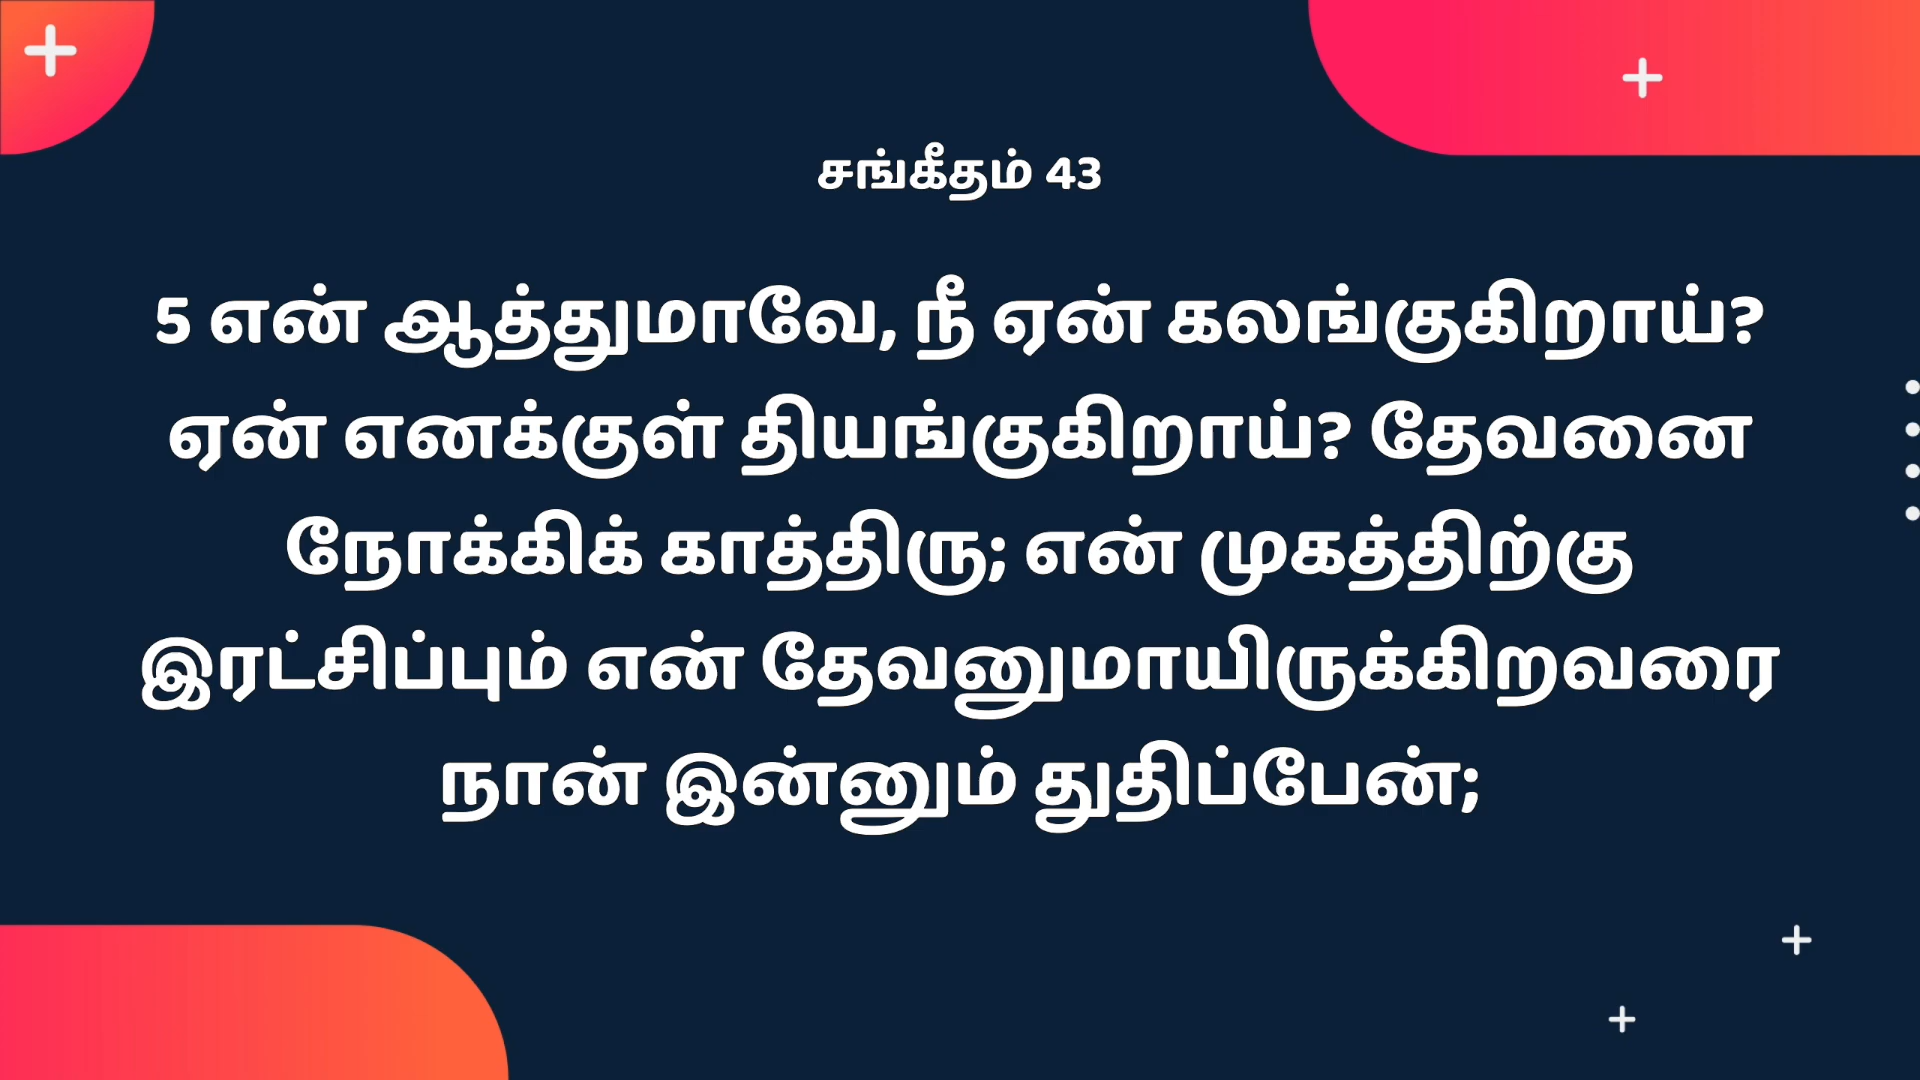 சங்கீதம் 43
5 என் ஆத்துமாவே, நீ ஏன் கலங்குகிறாய்?
ஏன் எனக்குள் தியங்குகிறாய்? தேவனை
நோக்கிக் காத்திரு; என் முகத்திற்கு
இரட்சிப்பும் என் தேவனுமாயிருக்கிறவரை
நான் இன்னும் துதிப்பேன்;